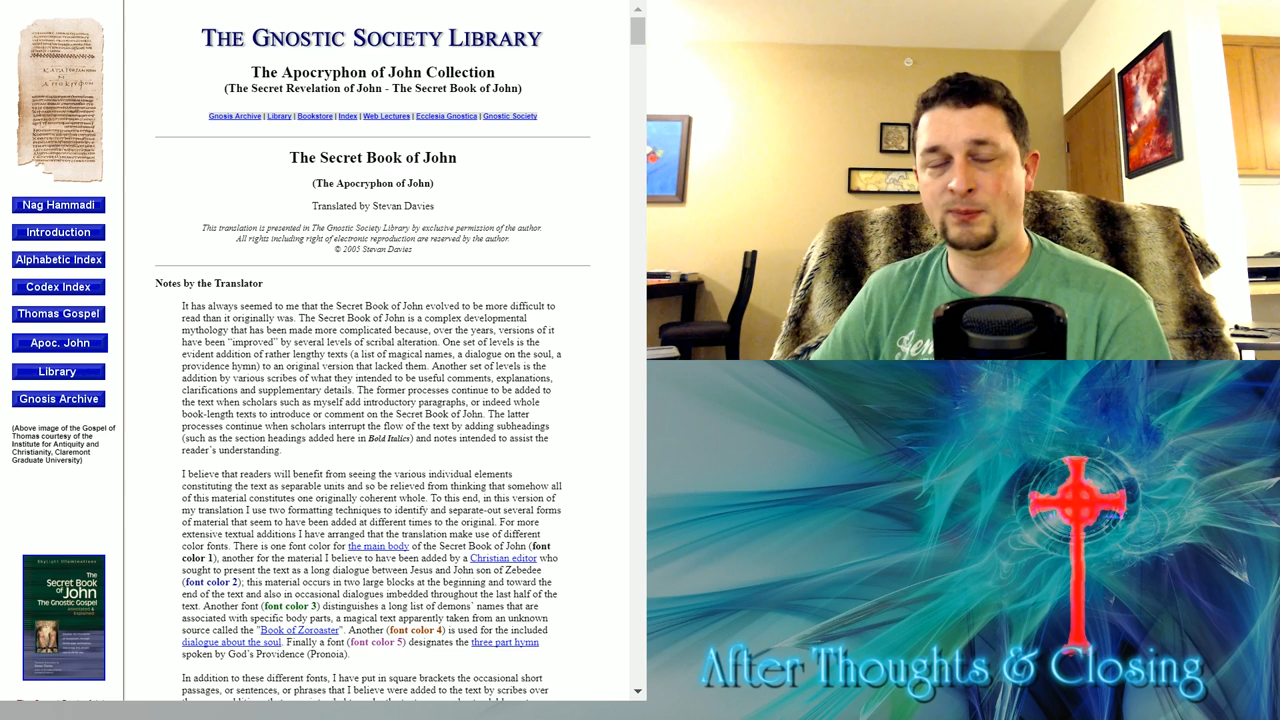 THE GNOSTIC SOCIETY LIBRARY
The Apocryphon of John Collection
(The Secret Revelation of John - The Secret Book of John)
Gnosis Archive | Library | Bookstore | Index | Web Lectures | Ecclesia Gnostica | Gnostic Society
Nag Hammadi
Introduction
Alphabetic Index
Codex Index
Thomas Gospel
Apoc. John
Library
Gnosis Archive
(Above image of the Gospel of
Thomas courtesy of the
Institute for Antiquity and
Christianity, Claremont
Graduate University)
The
Secret Book
of John
The Gnostic Gospel
The Secret Book of John
(The Apocryphon of John)
Translated by Stevan Davies
This translation is presented in The Gnostic Society Library by exclusive permission of the author.
All rights including right of electronic reproduction are reserved by the author.
© 2005 Stevan Davies
Notes by the Translator
It has always seemed to me that the Secret Book of John evolved to be more difficult to
read than it originally was. The Secret Book of John is a complex developmental
mythology that has been made more complicated because, over the years, versions of it
have been “improved” by several levels of scribal alteration. One set of levels is the
evident addition of rather lengthy texts (a list of magical names, a dialogue on the soul, a
providence hymn) to an original version that lacked them. Another set of levels is the
addition by various scribes of what they intended to be useful comments, explanations,
clarifications and supplementary details. The former processes continue to be added to
the text when scholars such as myself add introductory paragraphs, or indeed whole
book-length texts to introduce or comment on the Secret Book of John. The latter
processes continue when scholars interrupt the flow of the text by adding subheadings
(such as the section headings added here in Bold Italics) and notes intended to assist the
reader’s understanding.
I believe that readers will benefit from seeing the various individual elements
constituting the text as separable units and so be relieved from thinking that somehow all
of this material constitutes one originally coherent whole. To this end, in this version of
my translation I use two formatting techniques to identify and separate-out several forms
of material that seem to have been added at different times to the original. For more
extensive textual additions I have arranged that the translation make use of different
color fonts. There is one font color for the main body of the Secret Book of John (font
color 1), another for the material I believe to have been added by a Christian editor who
sought to present the text as a long dialogue between Jesus and John son of Zebedee
(font color 2); this material occurs in two large blocks at the beginning and toward the
end of the text and also in occasional dialogues imbedded throughout the last half of the
text. Another font (font color 3) distinguishes a long list of demons’ names that are
associated with specific body parts, a magical text apparently taken from an unknown
source called the "Book of Zoroaster". Another (font color 4) is used for the included
dialogue about the soul. Finally a font (font color 5) designates the three part hymn
spoken by God’s Providence (Pronoia).
In addition to these different fonts, I have put in square brackets the occasional short
passages, or sentences, or phrases that I believe were added to the text by scribes over
After Thoughts & Closing